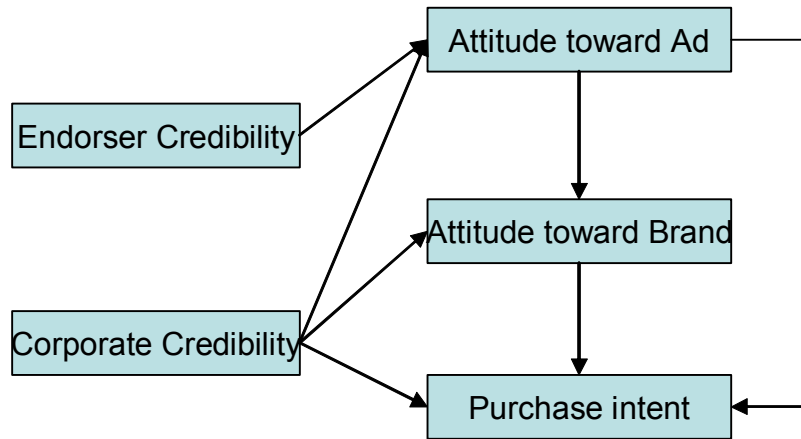 Attitude toward Ad
Endorser Credibility
Attitude toward Brand
Corporate Credibility
Purchase intent